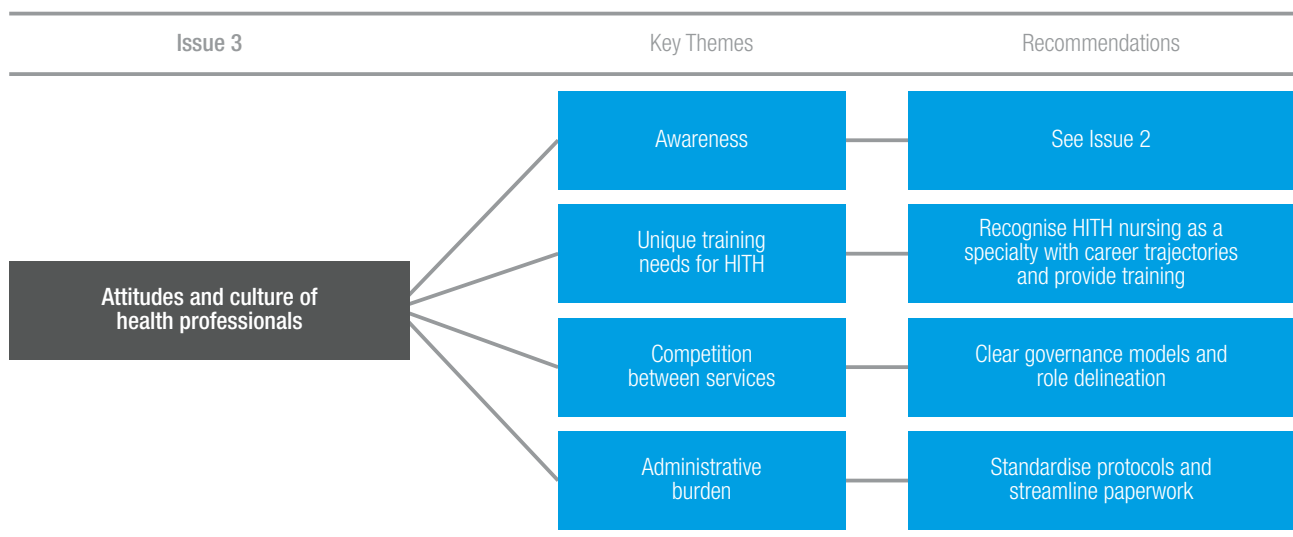 Issue 3
Key Themes
Recommendations
Attitudes and culture of
health professionals
Awareness
See Issue 2
Unique training
needs for HITH
Recognise HITH nursing as a
specialty with career trajectories
and provide training
Competition
between services
Clear governance models and
role delineation
Administrative
burden
Standardise protocols and
streamline paperwork